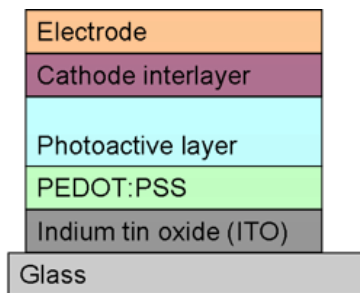 Electrode
Cathode interlayer
Photoactive layer
PEDOT:PSS
Indium tin oxide (ITO)
Glass